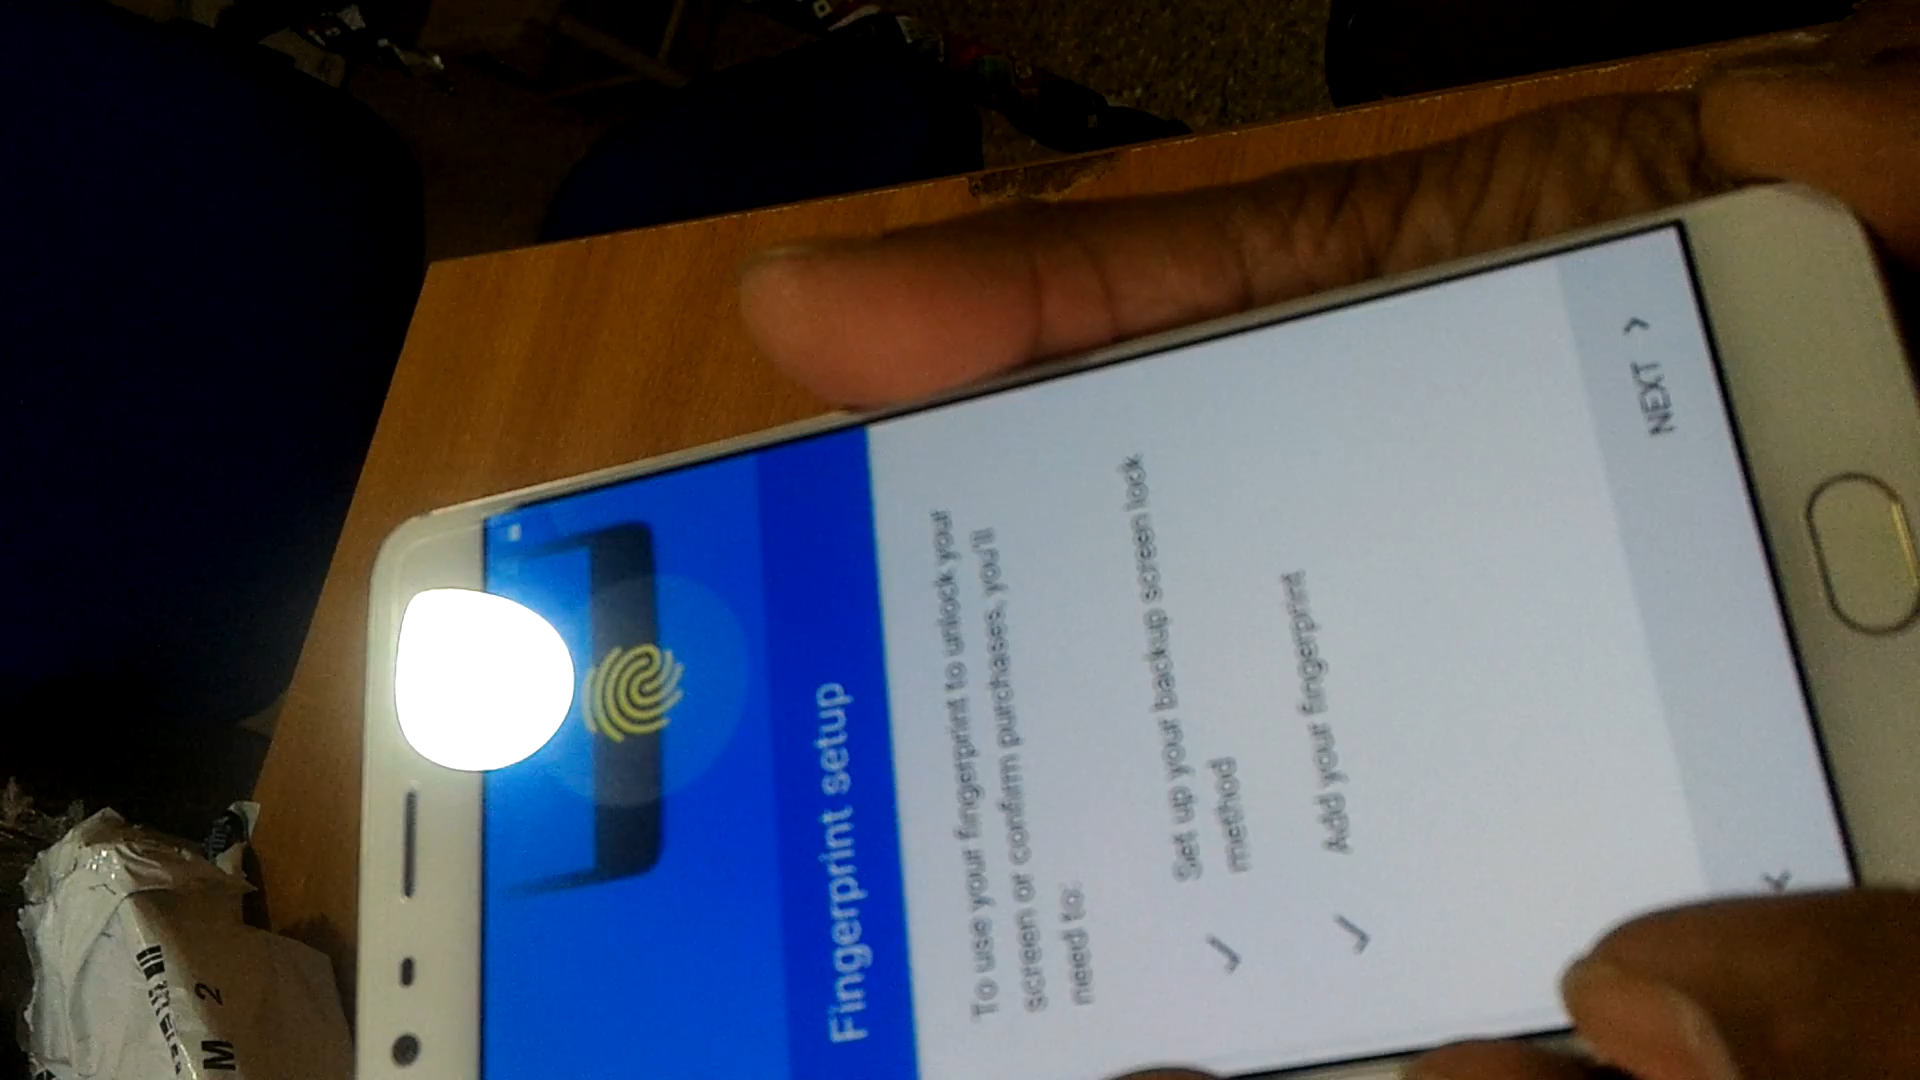 Fingerprint setup
To use your fingerprint to unlock your
screen or confirm purchases, you'll
need to:
Set up your backup screen lock
method
Add your fingerprint
NEXT >
M 2